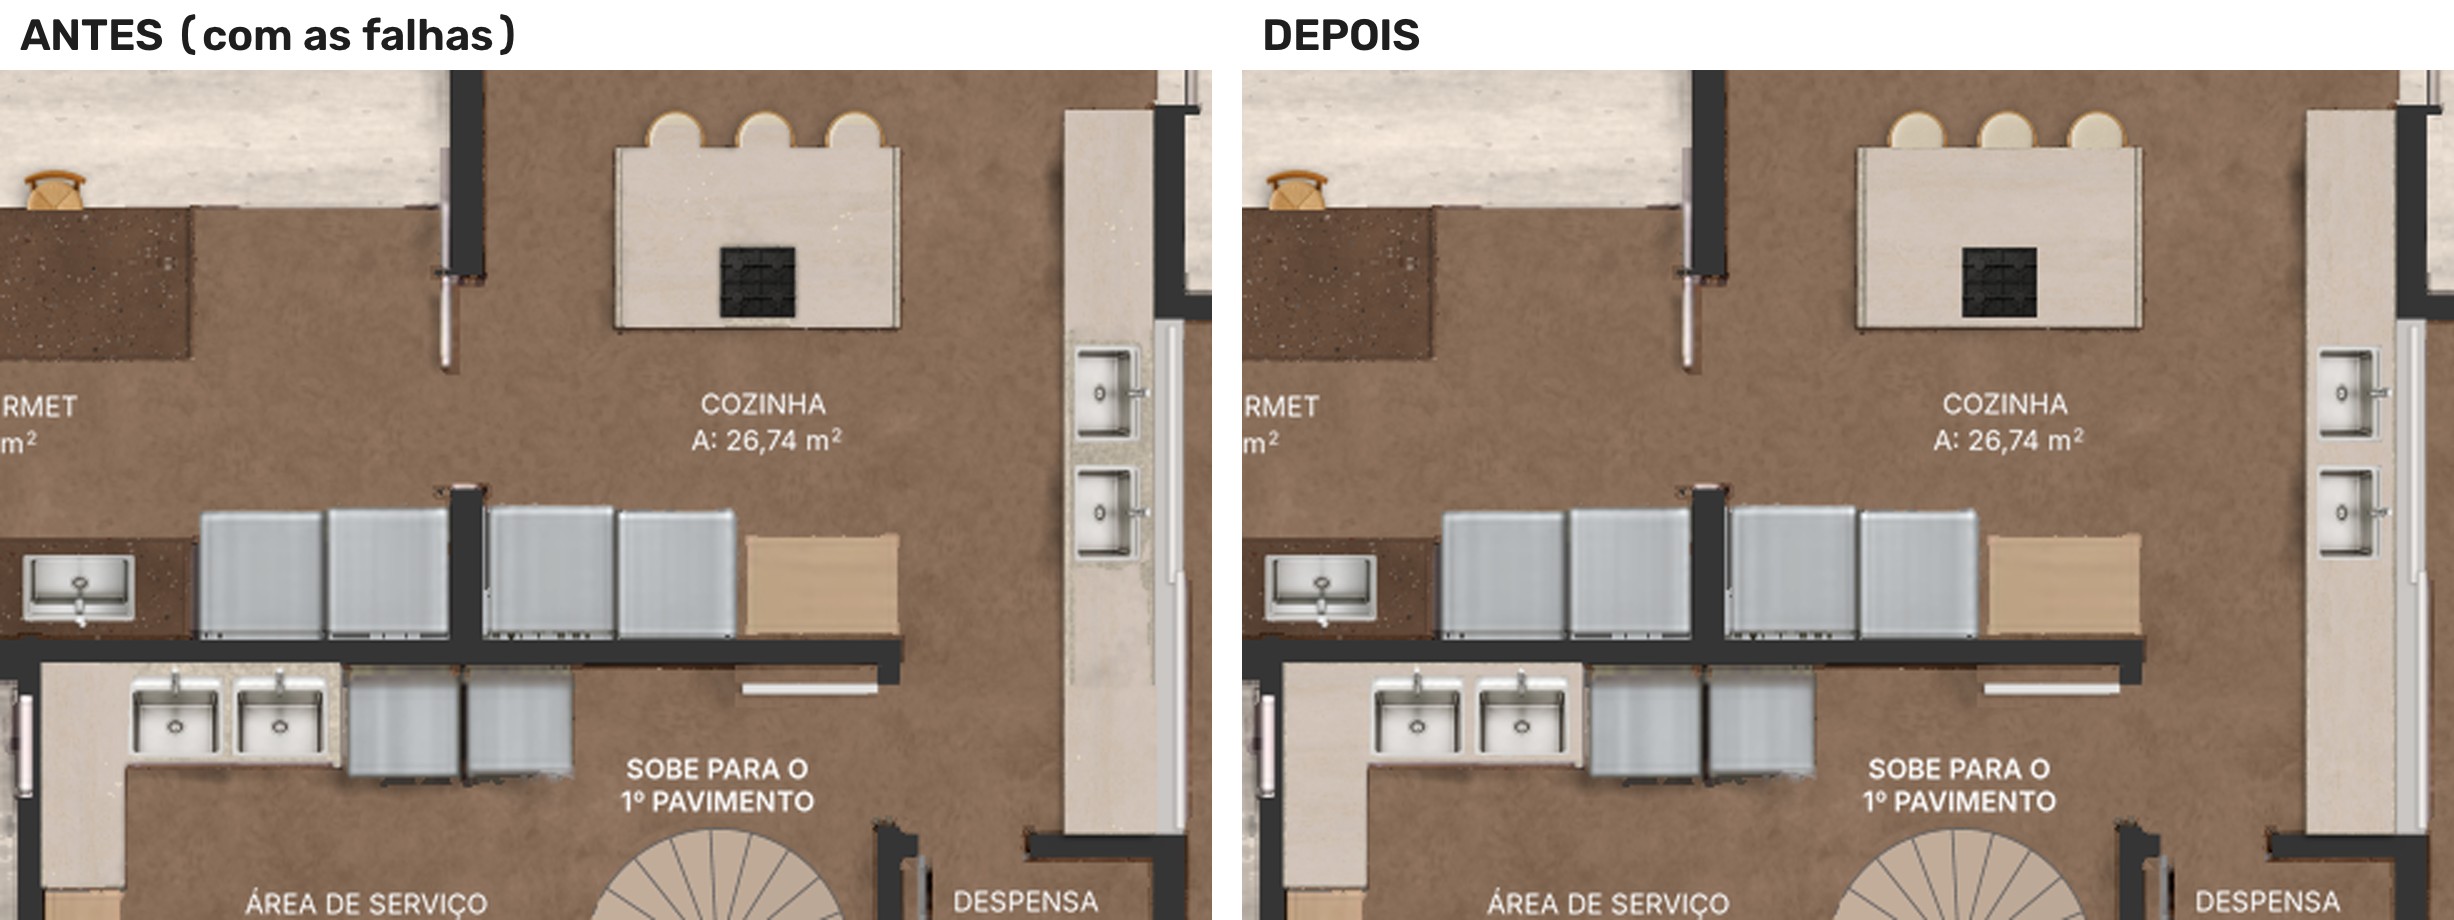 ANTES (com as falhas)
RMET
m²
COZINHA
A: 26,74 m²
SOBE PARA O
1º PAVIMENTO
ÁREA DE SERVIÇO
DESPENSA
DEPOIS
RMET
m²
COZINHA
A: 26,74 m²
SOBE PARA O
1º PAVIMENTO
ÁREA DE SERVIÇO
DESPENSA